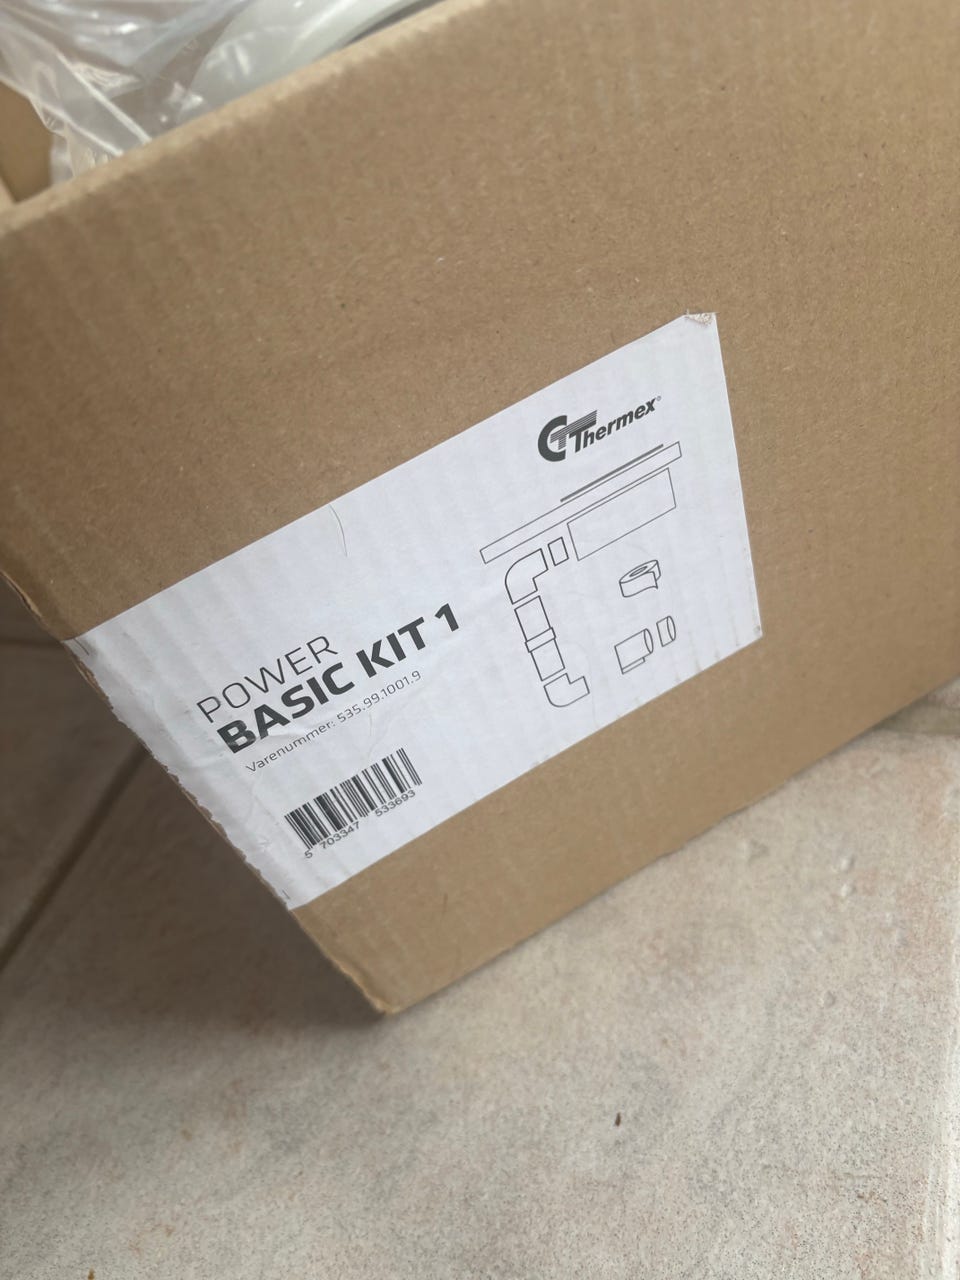 Thermex®
POWER
BASIC KIT 1
Varenummer: 535.99.1001.9
5 703347 533693